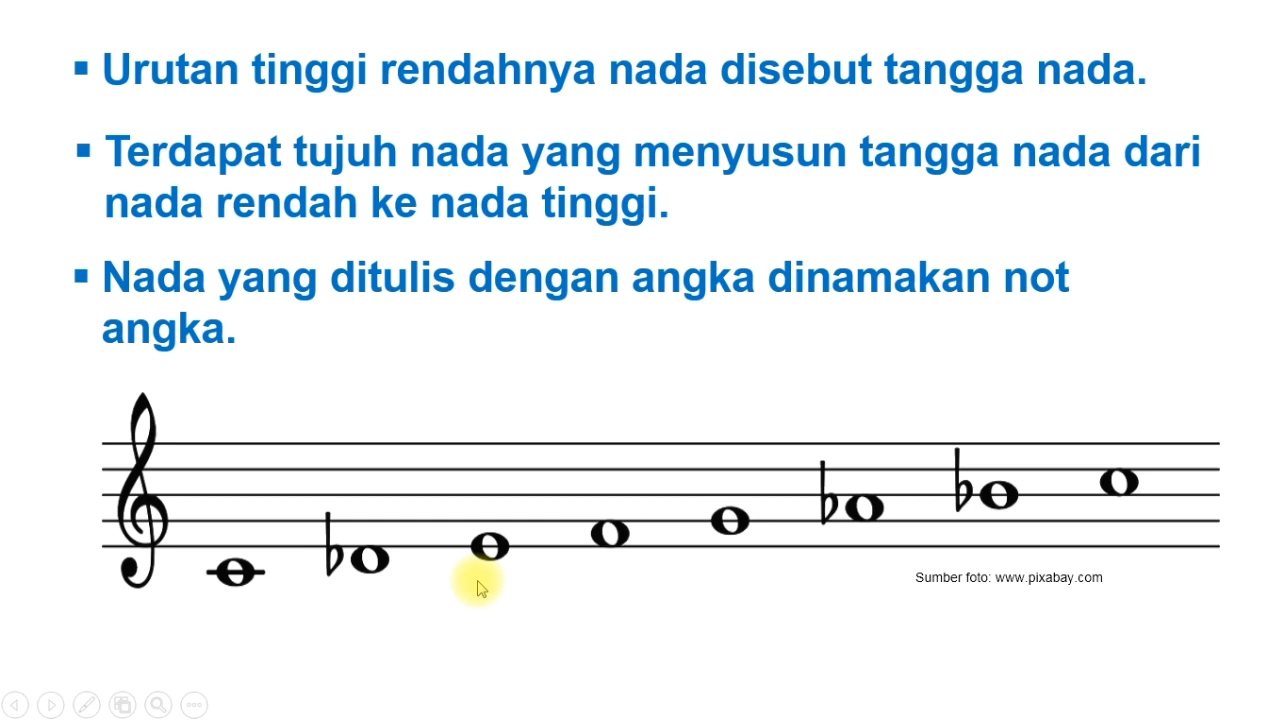 ▪ Urutan tinggi rendahnya nada disebut tangga nada.
▪ Terdapat tujuh nada yang menyusun tangga nada dari
nada rendah ke nada tinggi.
▪ Nada yang ditulis dengan angka dinamakan not
angka.
Sumber foto: www.pixabay.com